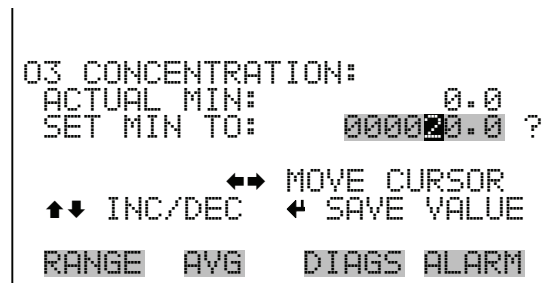 O3 CONCENTRATION:
ACTUAL MIN: 0.0
SET MIN TO: 000020.0 ?
←→ MOVE CURSOR
↑↓ INC/DEC ↵ SAVE VALUE
RANGE AVG DIAGS ALARM